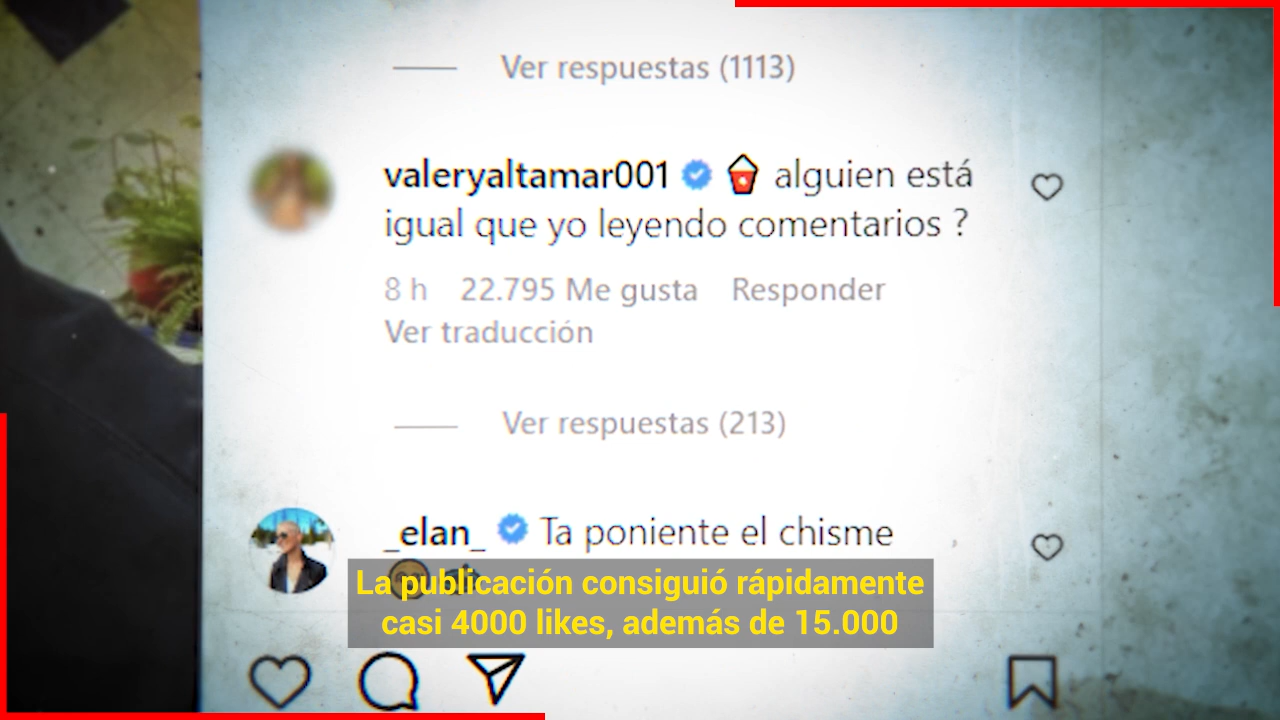 Ver respuestas (1113)
valeryaltamar001 alguien está
igual que yo leyendo comentarios ?
8 h 22.795 Me gusta Responder
Ver traducción
Ver respuestas (213)
_elan_ Ta poniente el chisme
La publicación consiguió rápidamente
casi 4000 likes, además de 15.000